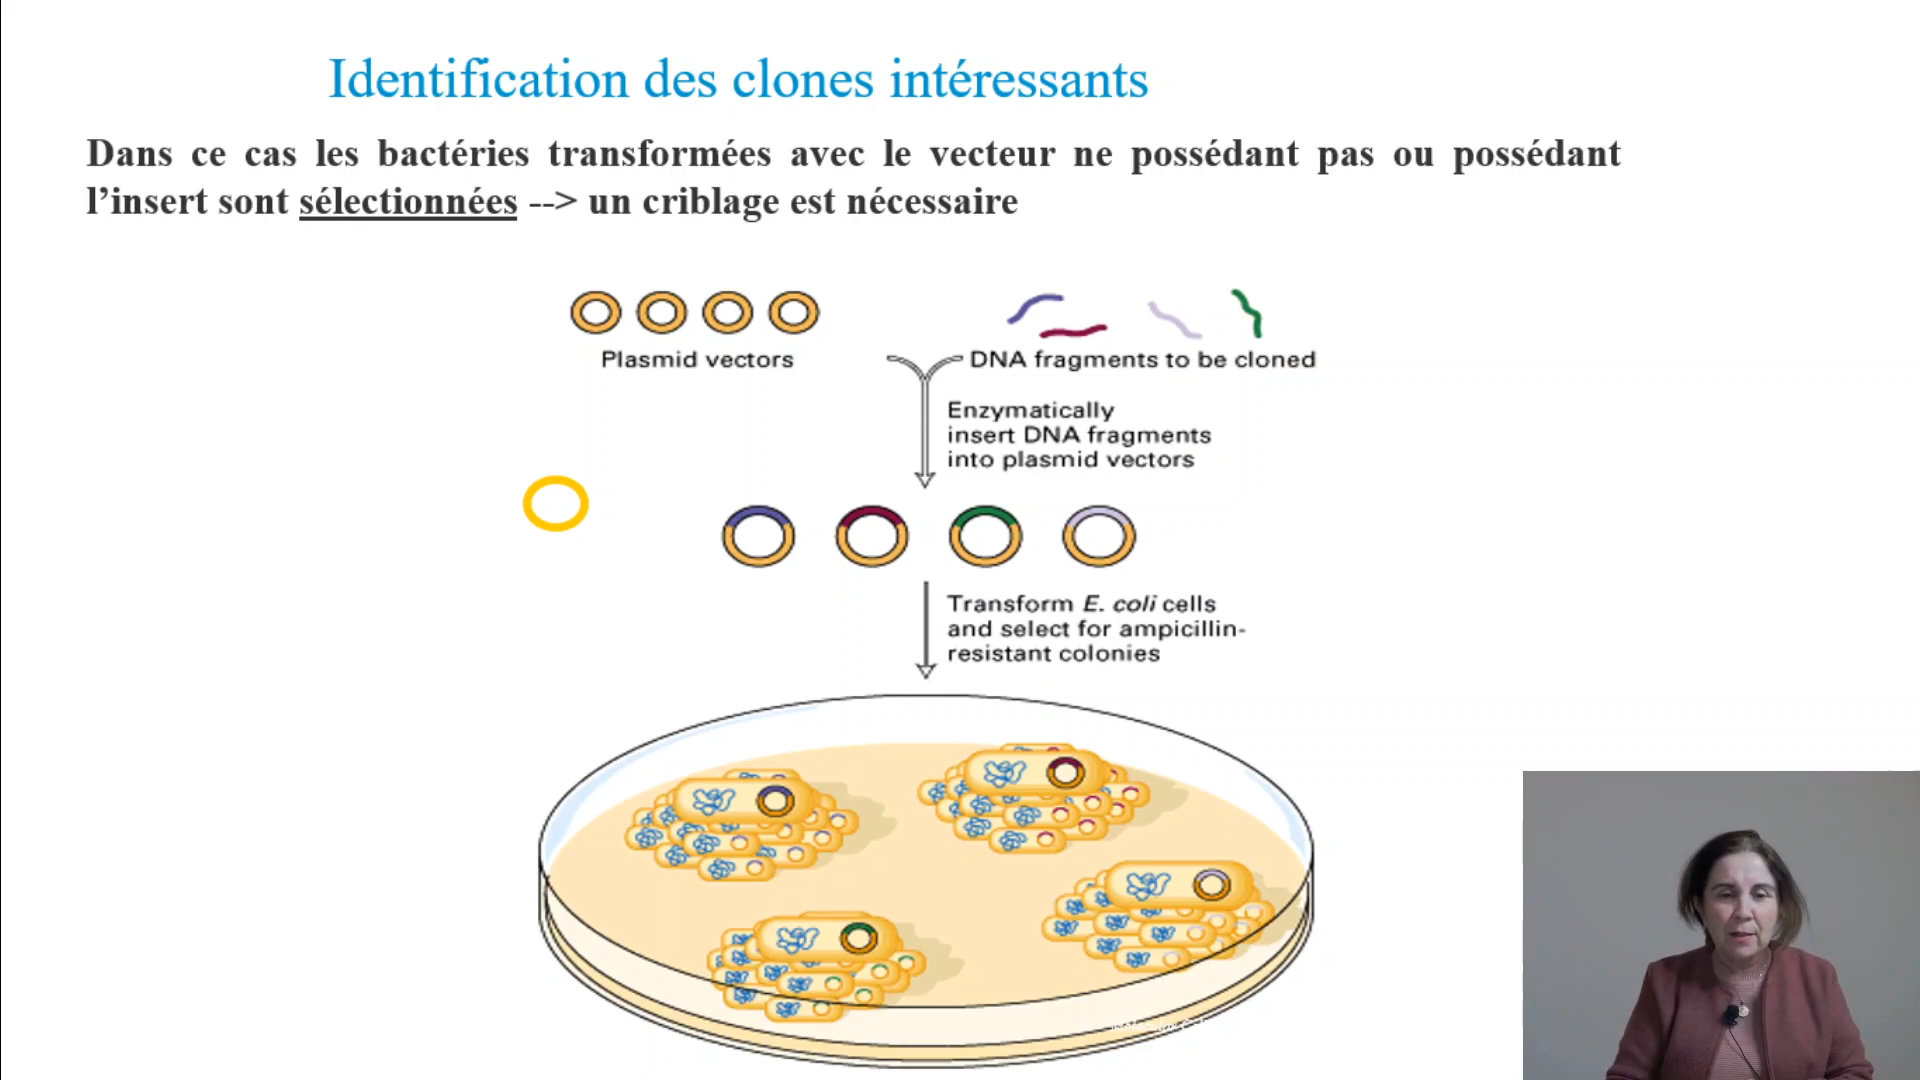 Identification des clones intéressants
Dans ce cas les bactéries transformées avec le vecteur ne possédant pas ou possédant
l’insert sont sélectionnées --> un criblage est nécessaire
Plasmid vectors
DNA fragments to be cloned
Enzymatically
insert DNA fragments
into plasmid vectors
Transform E. coli cells
and select for ampicillin-
resistant colonies